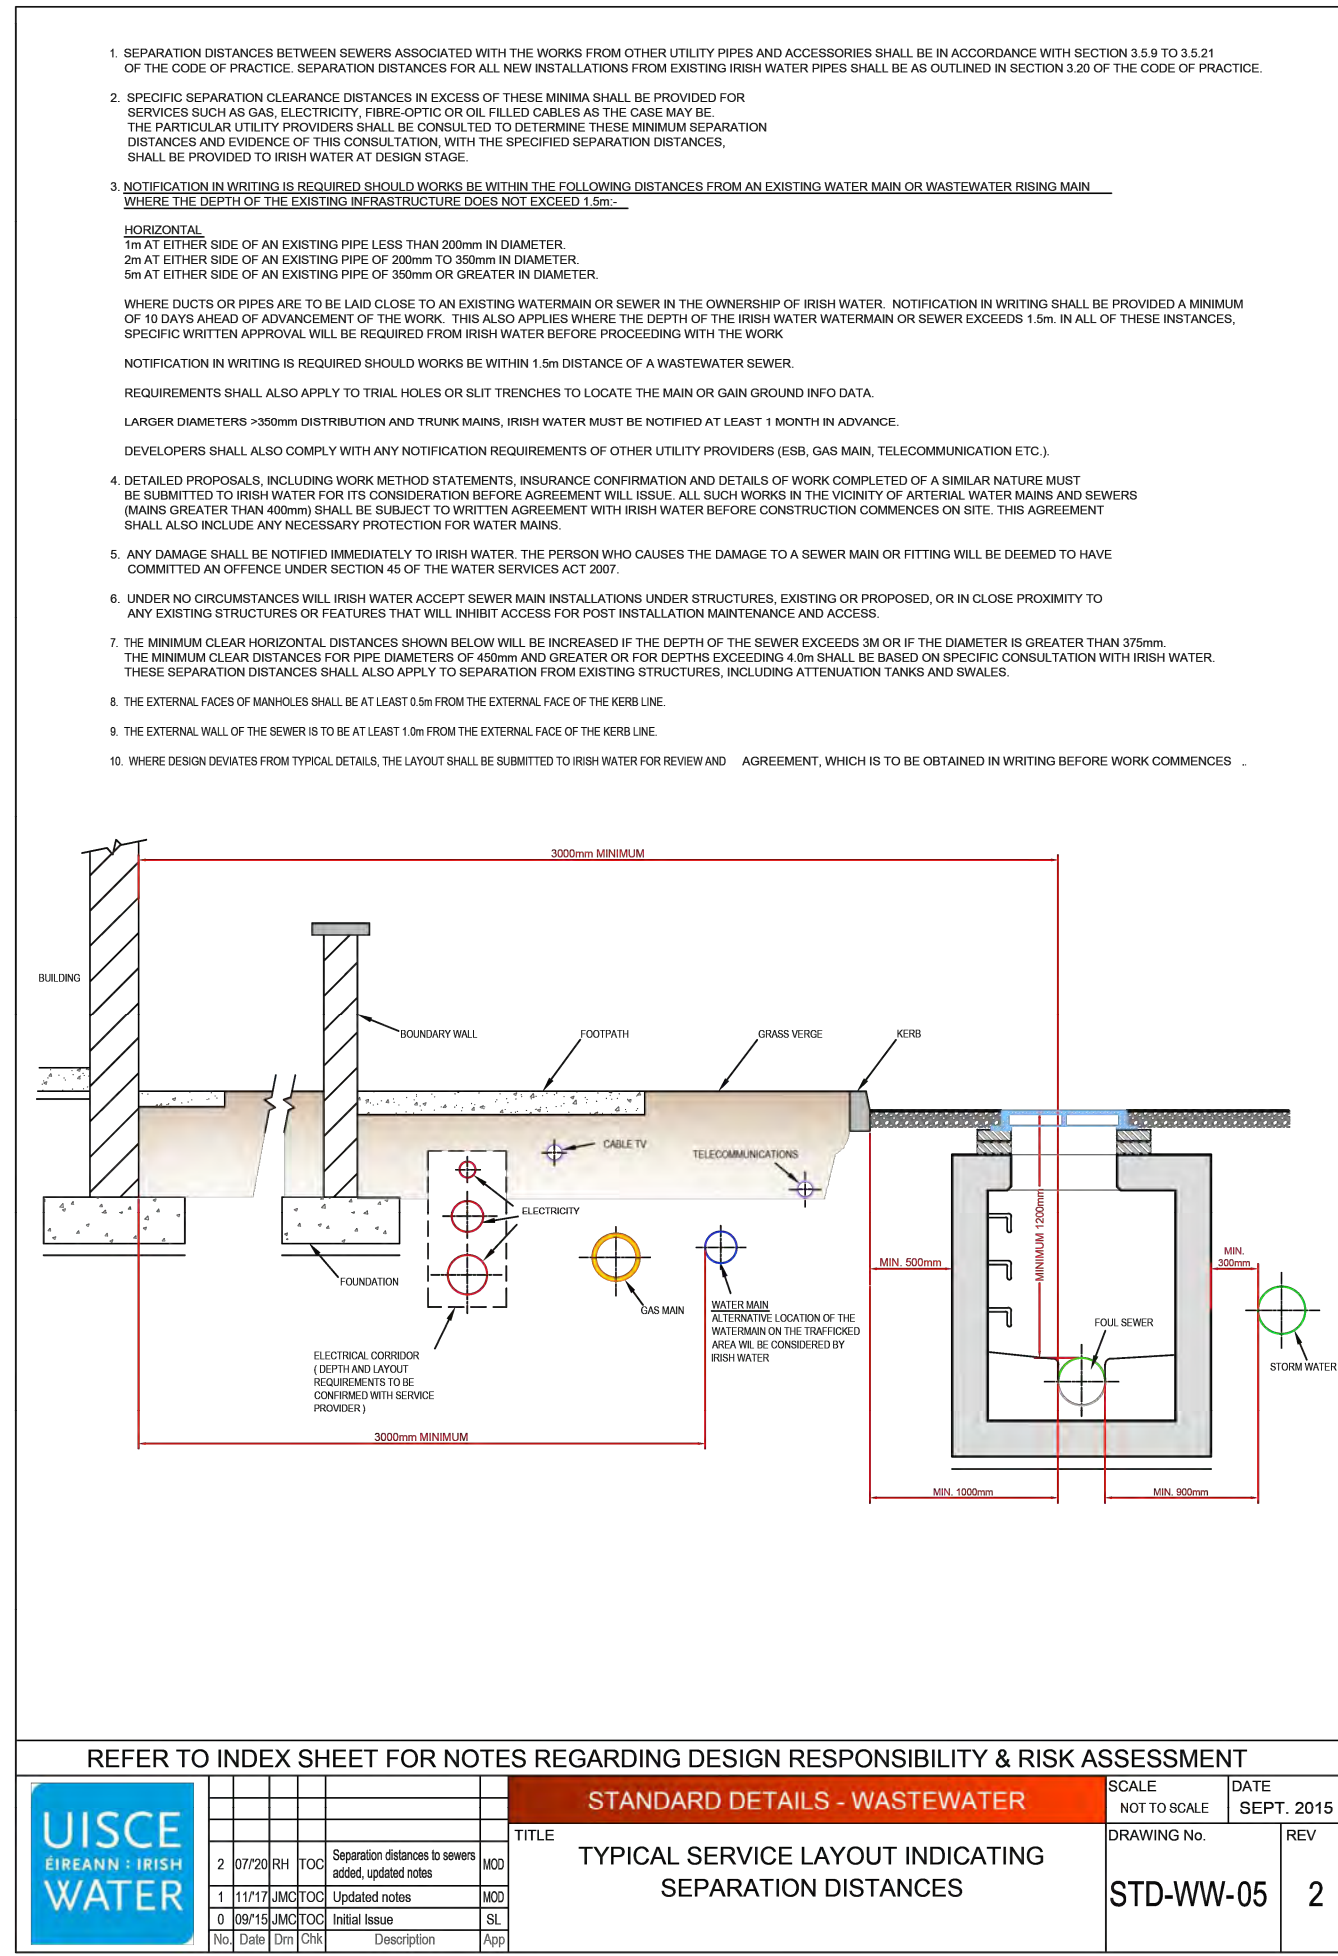 1. SEPARATION DISTANCES BETWEEN SEWERS ASSOCIATED WITH THE WORKS FROM OTHER UTILITY PIPES AND ACCESSORIES SHALL BE IN ACCORDANCE WITH SECTION 3.5.9 TO 3.5.21
OF THE CODE OF PRACTICE. SEPARATION DISTANCES FOR ALL NEW INSTALLATIONS FROM EXISTING IRISH WATER PIPES SHALL BE AS OUTLINED IN SECTION 3.20 OF THE CODE OF PRACTICE.
2. SPECIFIC SEPARATION CLEARANCE DISTANCES IN EXCESS OF THESE MINIMA SHALL BE PROVIDED FOR
SERVICES SUCH AS GAS, ELECTRICITY, FIBRE-OPTIC OR OIL FILLED CABLES AS THE CASE MAY BE.
THE PARTICULAR UTILITY PROVIDERS SHALL BE CONSULTED TO DETERMINE THESE MINIMUM SEPARATION
DISTANCES AND EVIDENCE OF THIS CONSULTATION, WITH THE SPECIFIED SEPARATION DISTANCES,
SHALL BE PROVIDED TO IRISH WATER AT DESIGN STAGE.
3. NOTIFICATION IN WRITING IS REQUIRED SHOULD WORKS BE WITHIN THE FOLLOWING DISTANCES FROM AN EXISTING WATER MAIN OR WASTEWATER RISING MAIN
WHERE THE DEPTH OF THE EXISTING INFRASTRUCTURE DOES NOT EXCEED 1.5m:-
HORIZONTAL
1m AT EITHER SIDE OF AN EXISTING PIPE LESS THAN 200mm IN DIAMETER.
2m AT EITHER SIDE OF AN EXISTING PIPE OF 200mm TO 350mm IN DIAMETER.
5m AT EITHER SIDE OF AN EXISTING PIPE OF 350mm OR GREATER IN DIAMETER.
WHERE DUCTS OR PIPES ARE TO BE LAID CLOSE TO AN EXISTING WATERMAIN OR SEWER IN THE OWNERSHIP OF IRISH WATER. NOTIFICATION IN WRITING SHALL BE PROVIDED A MINIMUM
OF 10 DAYS AHEAD OF ADVANCEMENT OF THE WORK. THIS ALSO APPLIES WHERE THE DEPTH OF THE IRISH WATER WATERMAIN OR SEWER EXCEEDS 1.5m. IN ALL OF THESE INSTANCES,
SPECIFIC WRITTEN APPROVAL WILL BE REQUIRED FROM IRISH WATER BEFORE PROCEEDING WITH THE WORK
NOTIFICATION IN WRITING IS REQUIRED SHOULD WORKS BE WITHIN 1.5m DISTANCE OF A WASTEWATER SEWER.
REQUIREMENTS SHALL ALSO APPLY TO TRIAL HOLES OR SLIT TRENCHES TO LOCATE THE MAIN OR GAIN GROUND INFO DATA.
LARGER DIAMETERS >350mm DISTRIBUTION AND TRUNK MAINS, IRISH WATER MUST BE NOTIFIED AT LEAST 1 MONTH IN ADVANCE.
DEVELOPERS SHALL ALSO COMPLY WITH ANY NOTIFICATION REQUIREMENTS OF OTHER UTILITY PROVIDERS (ESB, GAS MAIN, TELECOMMUNICATION ETC.).
4. DETAILED PROPOSALS, INCLUDING WORK METHOD STATEMENTS, INSURANCE CONFIRMATION AND DETAILS OF WORK COMPLETED OF A SIMILAR NATURE MUST
BE SUBMITTED TO IRISH WATER FOR ITS CONSIDERATION BEFORE AGREEMENT WILL ISSUE. ALL SUCH WORKS IN THE VICINITY OF ARTERIAL WATER MAINS AND SEWERS
(MAINS GREATER THAN 400mm) SHALL BE SUBJECT TO WRITTEN AGREEMENT WITH IRISH WATER BEFORE CONSTRUCTION COMMENCES ON SITE. THIS AGREEMENT
SHALL ALSO INCLUDE ANY NECESSARY PROTECTION FOR WATER MAINS.
5. ANY DAMAGE SHALL BE NOTIFIED IMMEDIATELY TO IRISH WATER. THE PERSON WHO CAUSES THE DAMAGE TO A SEWER MAIN OR FITTING WILL BE DEEMED TO HAVE
COMMITTED AN OFFENCE UNDER SECTION 45 OF THE WATER SERVICES ACT 2007.
6. UNDER NO CIRCUMSTANCES WILL IRISH WATER ACCEPT SEWER MAIN INSTALLATIONS UNDER STRUCTURES, EXISTING OR PROPOSED, OR IN CLOSE PROXIMITY TO
ANY EXISTING STRUCTURES OR FEATURES THAT WILL INHIBIT ACCESS FOR POST INSTALLATION MAINTENANCE AND ACCESS.
7. THE MINIMUM CLEAR HORIZONTAL DISTANCES SHOWN BELOW WILL BE INCREASED IF THE DEPTH OF THE SEWER EXCEEDS 3M OR IF THE DIAMETER IS GREATER THAN 375mm.
THE MINIMUM CLEAR DISTANCES FOR PIPE DIAMETERS OF 450mm AND GREATER OR FOR DEPTHS EXCEEDING 4.0m SHALL BE BASED ON SPECIFIC CONSULTATION WITH IRISH WATER.
THESE SEPARATION DISTANCES SHALL ALSO APPLY TO SEPARATION FROM EXISTING STRUCTURES, INCLUDING ATTENUATION TANKS AND SWALES.
8. THE EXTERNAL FACES OF MANHOLES SHALL BE AT LEAST 0.5m FROM THE EXTERNAL FACE OF THE KERB LINE.
9. THE EXTERNAL WALL OF THE SEWER IS TO BE AT LEAST 1.0m FROM THE EXTERNAL FACE OF THE KERB LINE.
10. WHERE DESIGN DEVIATES FROM TYPICAL DETAILS, THE LAYOUT SHALL BE SUBMITTED TO IRISH WATER FOR REVIEW AND AGREEMENT, WHICH IS TO BE OBTAINED IN WRITING BEFORE WORK COMMENCES ..
3000mm MINIMUM
BUILDING
BOUNDARY WALL
FOOTPATH
GRASS VERGE
KERB
CABLE TV
TELECOMMUNICATIONS
ELECTRICITY
FOUNDATION
GAS MAIN
WATER MAIN
ALTERNATIVE LOCATION OF THE
WATERMAIN ON THE TRAFFICKED
AREA WIL BE CONSIDERED BY
IRISH WATER
ELECTRICAL CORRIDOR
( DEPTH AND LAYOUT
REQUIREMENTS TO BE
CONFIRMED WITH SERVICE
PROVIDER )
3000mm MINIMUM
MIN. 500mm
MINIMUM 1200mm
MIN.
300mm
FOUL SEWER
STORM WATER
MIN. 1000mm
MIN. 900mm
REFER TO INDEX SHEET FOR NOTES REGARDING DESIGN RESPONSIBILITY & RISK ASSESSMENT
UISCE
ÉIREANN : IRISH
WATER
2 07/'20 RH TOC Separation distances to sewers added, updated notes MOD
1 11/'17 JMC TOC Updated notes MOD
0 09/'15 JMC TOC Initial Issue SL
No. Date Drn Chk Description App
STANDARD DETAILS - WASTEWATER
TITLE
TYPICAL SERVICE LAYOUT INDICATING
SEPARATION DISTANCES
SCALE
NOT TO SCALE
DATE
SEPT. 2015
DRAWING No.
STD-WW-05
REV
2